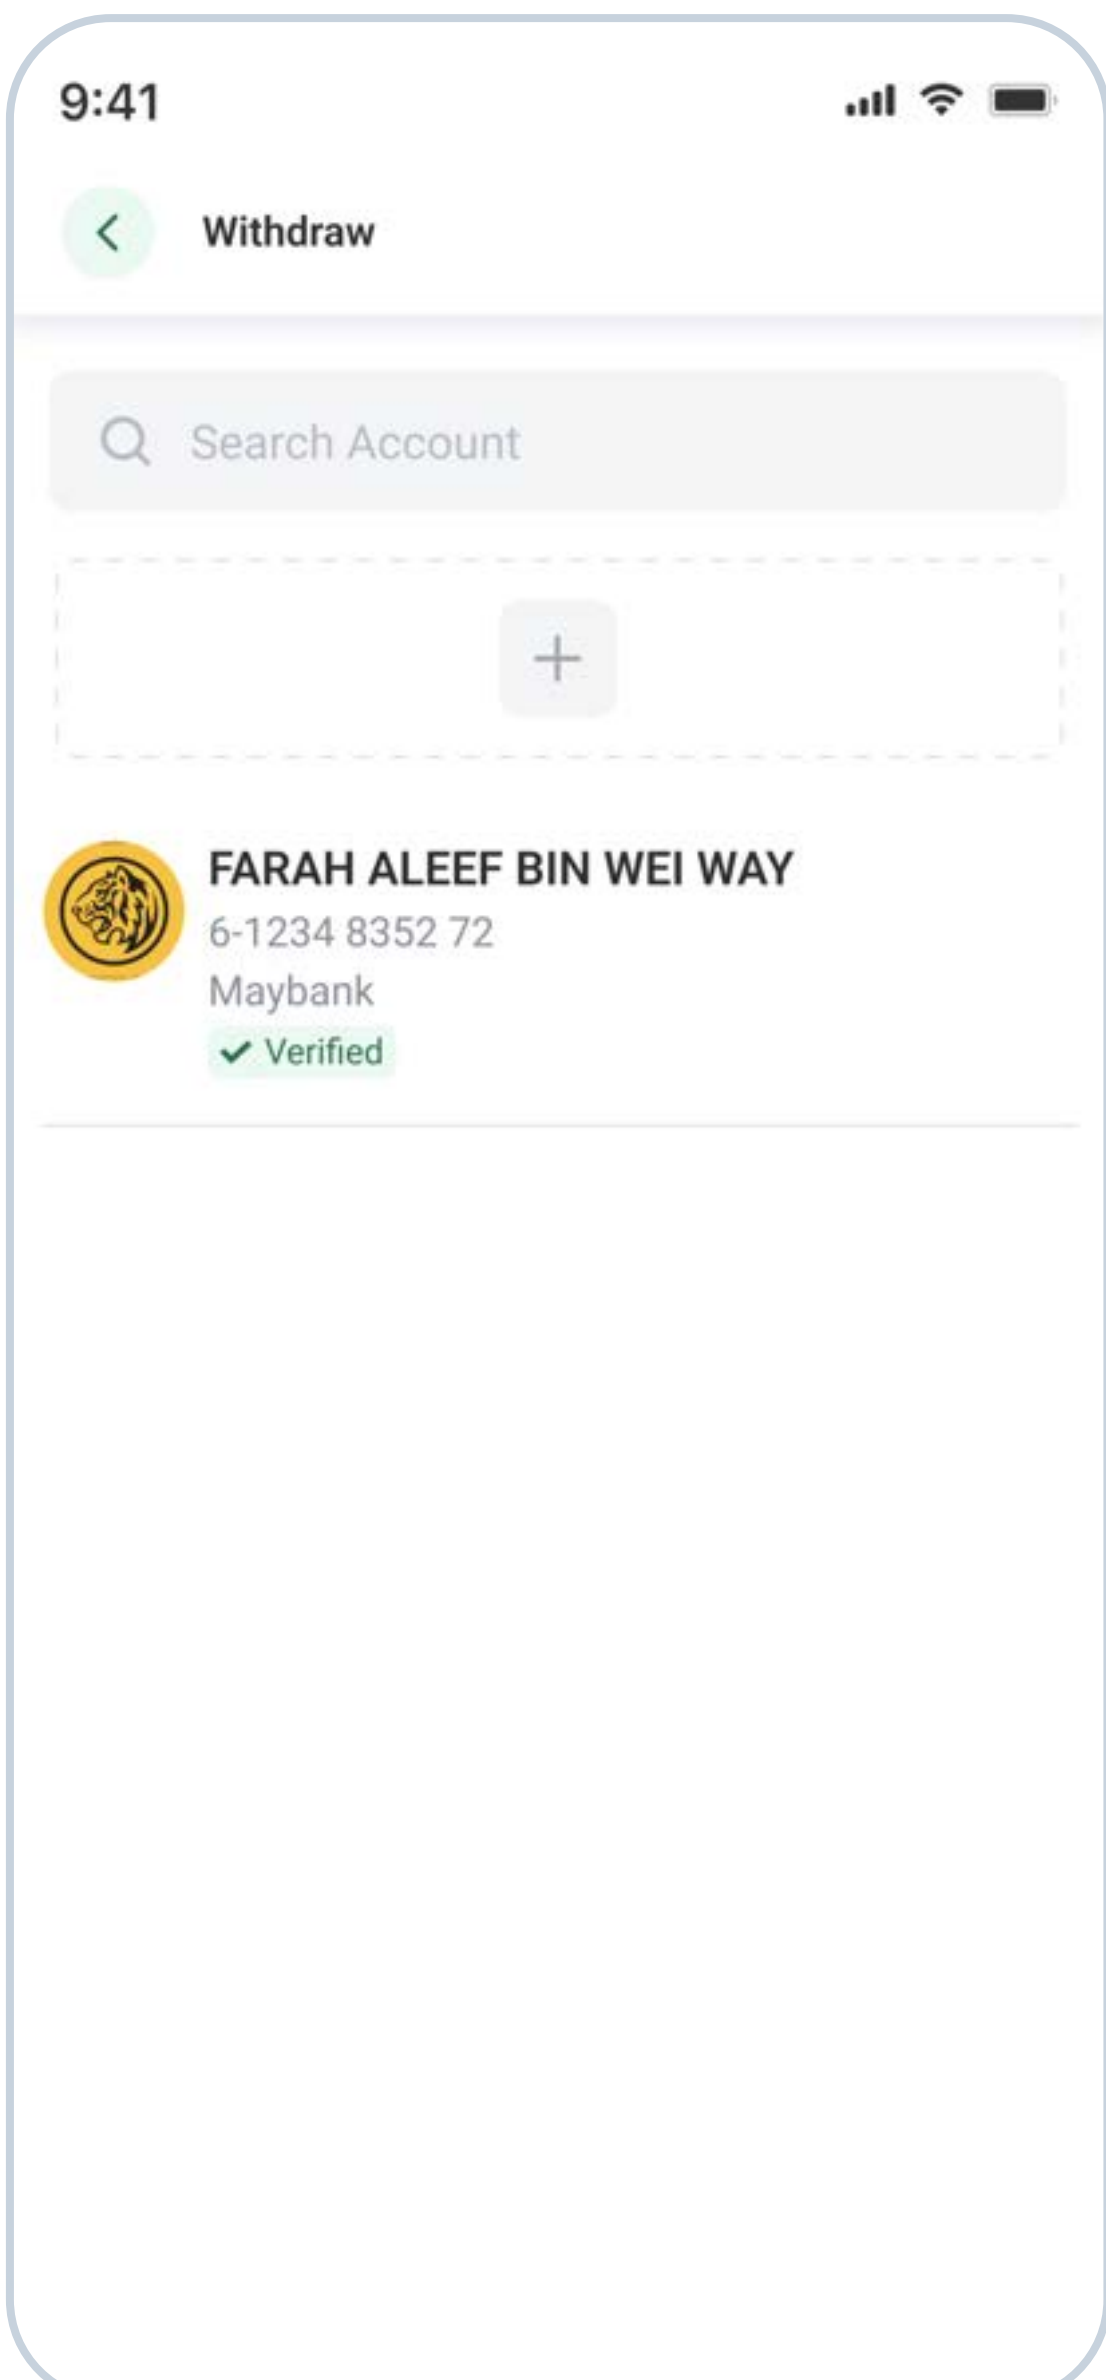 9:41
Withdraw
Search Account
FARAH ALEEF BIN WEI WAY
6-1234 8352 72
Maybank
Verified